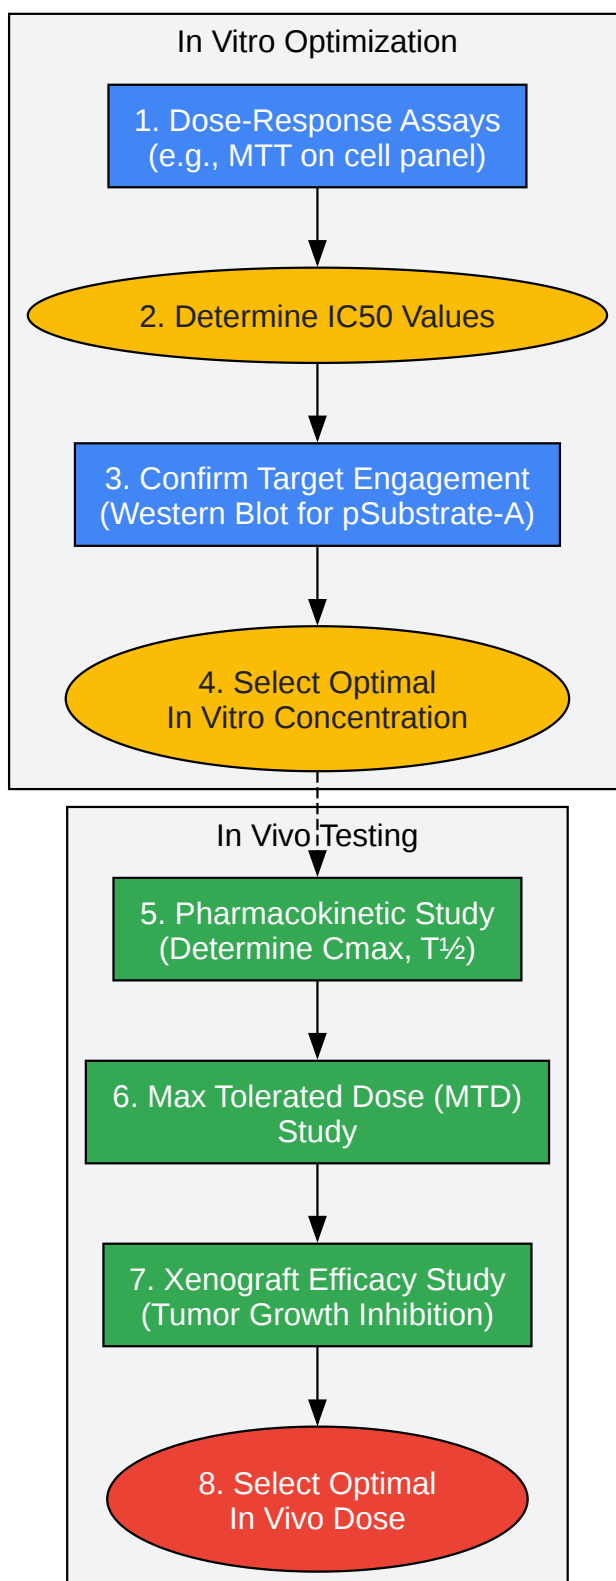 In Vitro Optimization
1. Dose-Response Assays
(e.g., MTT on cell panel)
2. Determine IC50 Values
3. Confirm Target Engagement
(Western Blot for pSubstrate-A)
4. Select Optimal
In Vitro Concentration
In Vivo Testing
5. Pharmacokinetic Study
(Determine Cmax, T½)
6. Max Tolerated Dose (MTD)
Study
7. Xenograft Efficacy Study
(Tumor Growth Inhibition)
8. Select Optimal
In Vivo Dose